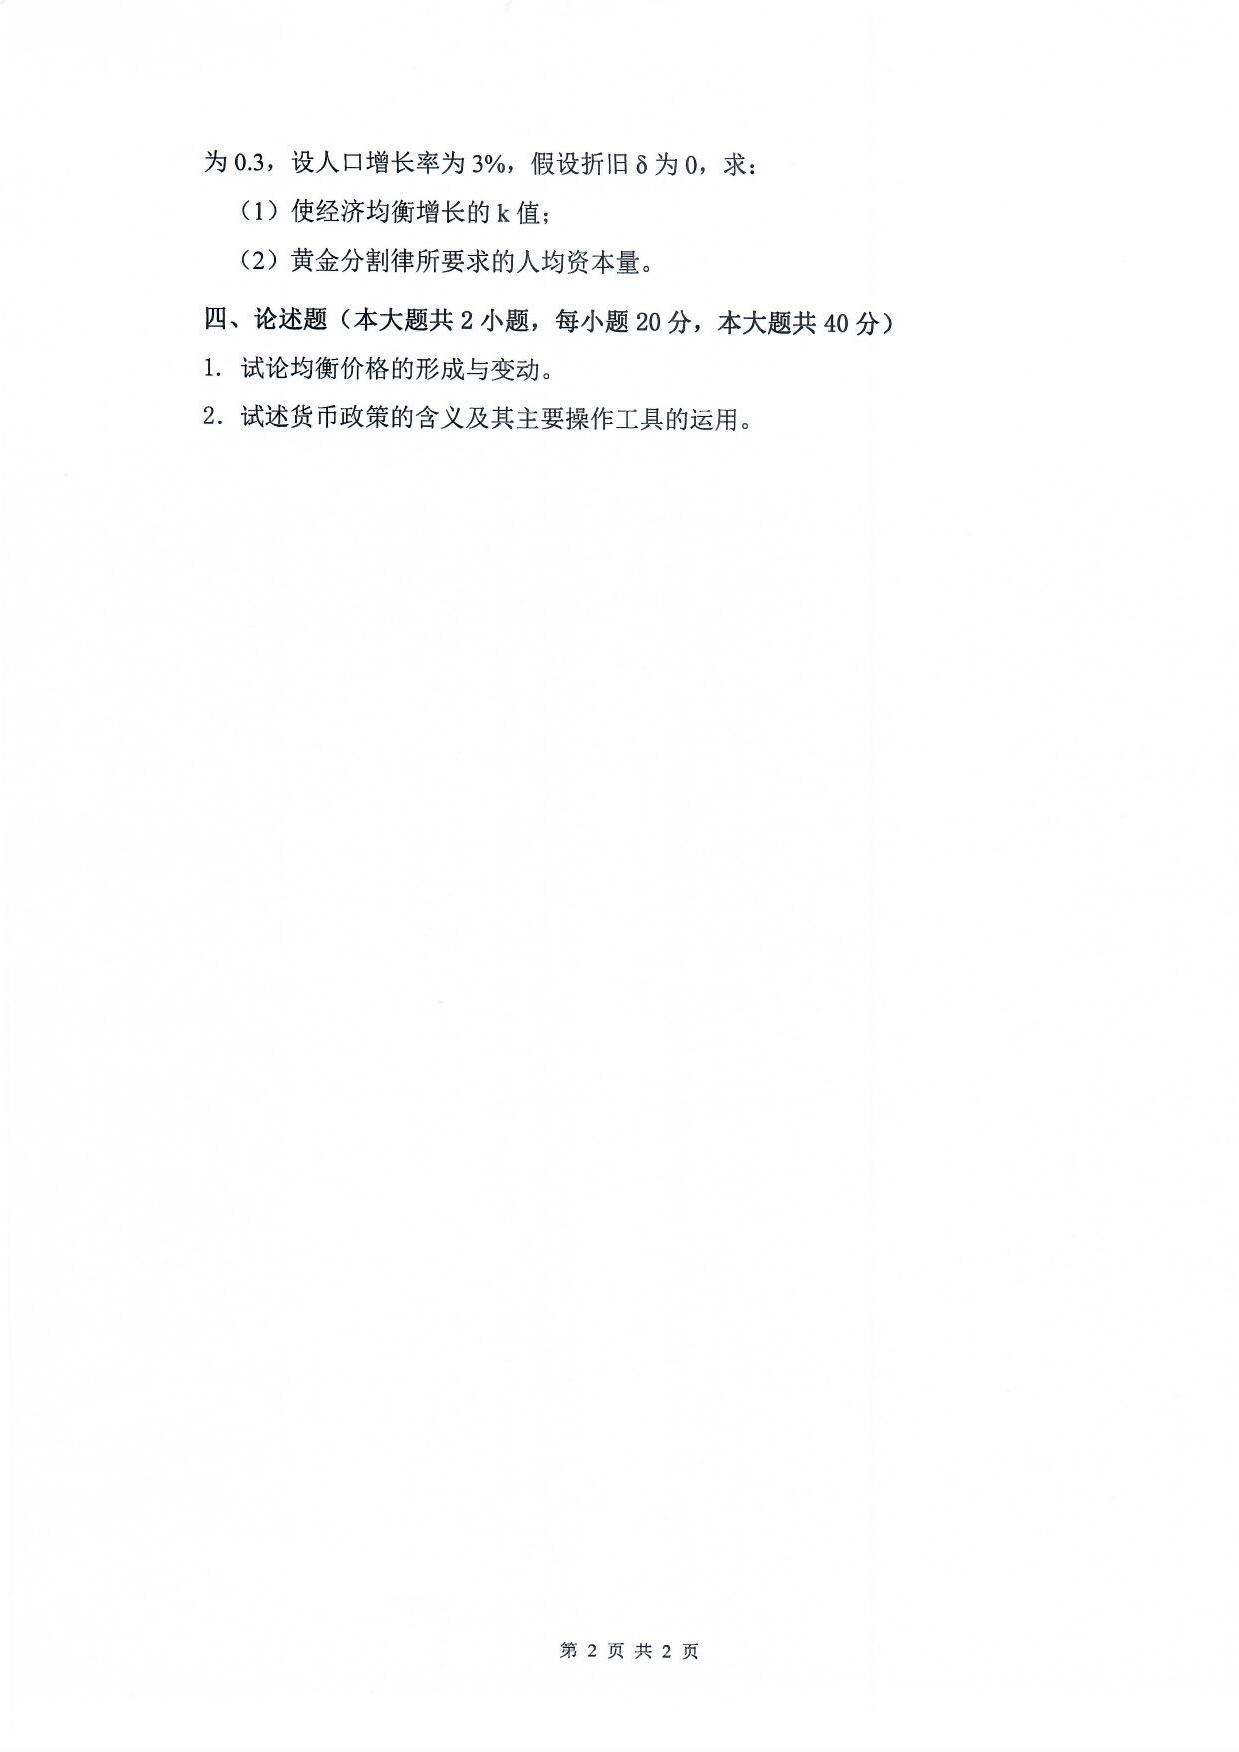 为 0.3，设人口增长率为 3%，假设折旧 δ 为 0，求：
（1）使经济均衡增长的 k 值；
（2）黄金分割律所要求的人均资本量。
四、论述题（本大题共 2 小题，每小题 20 分，本大题共 40 分）
1. 试论均衡价格的形成与变动。
2. 试述货币政策的含义及其主要操作工具的运用。
第 2 页 共 2 页